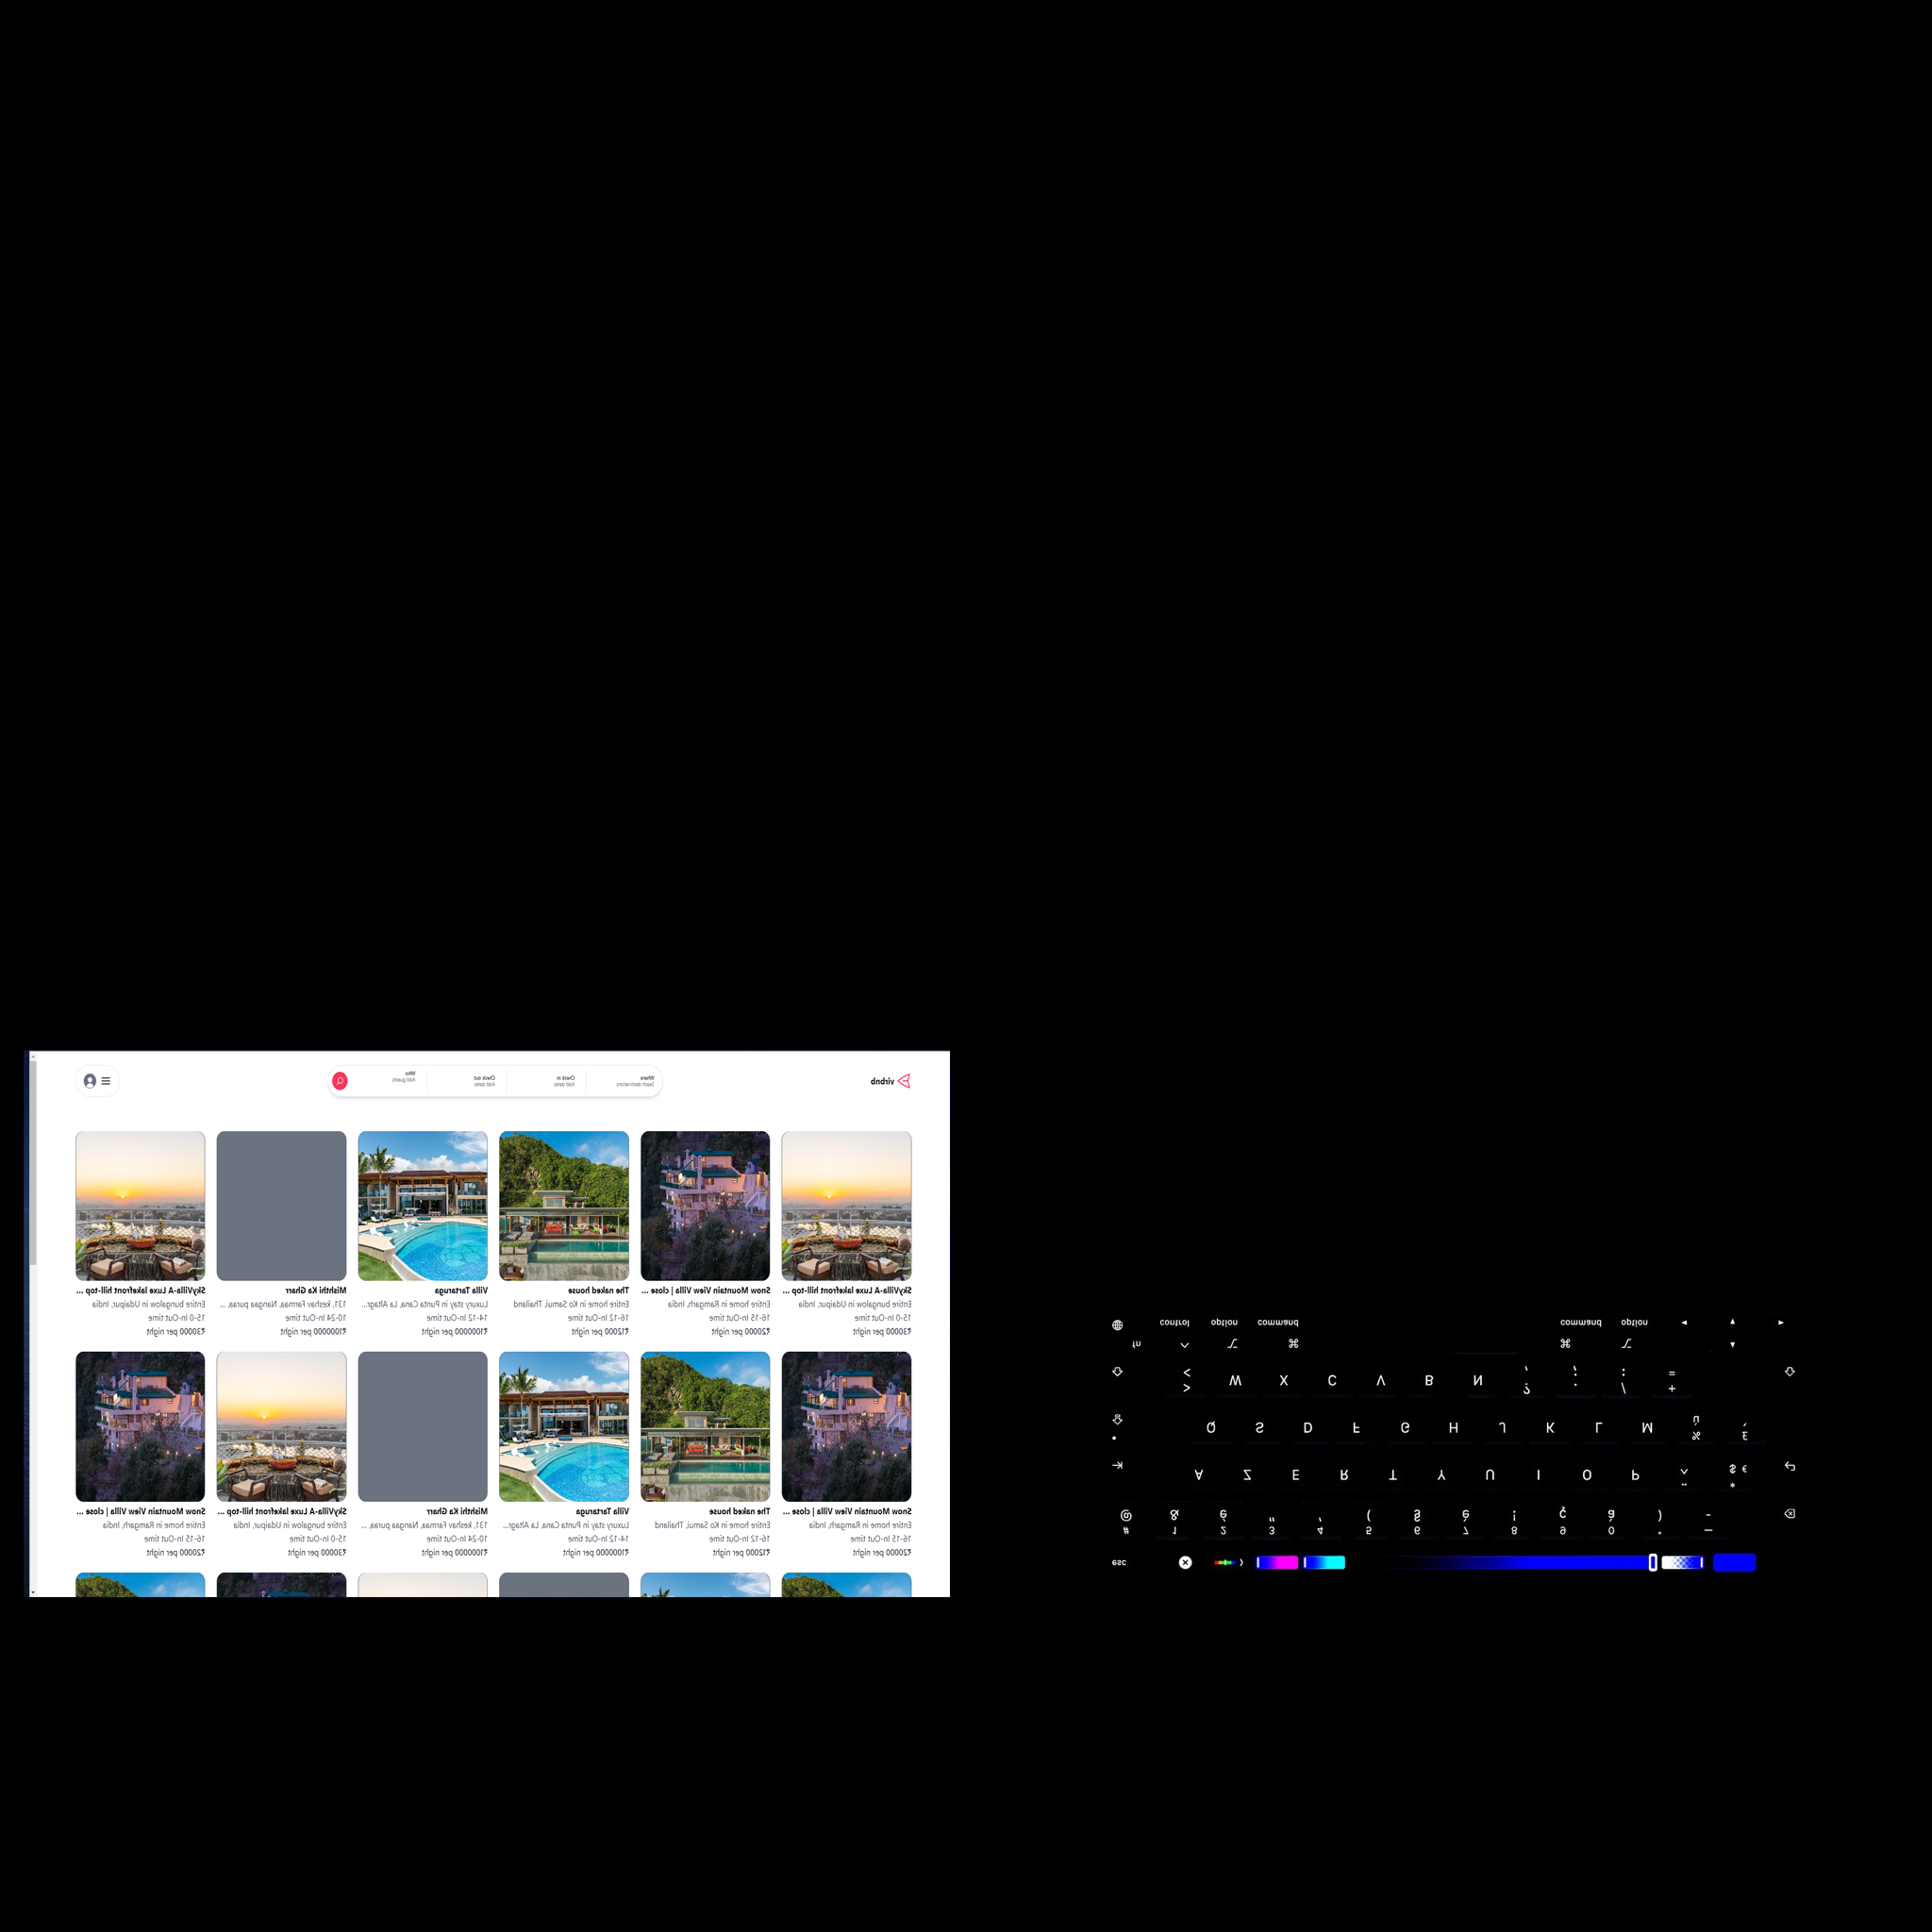 virbnb
Where
Search destinations
Check in
Add dates
Check out
Add dates
Who
Add guests
SkyVilla-A Luxe lakefront hill-top ...
Entire bungalow in Udaipur, India
15-0-In Out-In time
₹30000 per night
Snow Mountain View Villa | close ...
Entire home in Ramgarh, India
16-15 In-Out time
₹20000 per night
The naked house
Entire home in Ko Samui, Thailand
16-12 In-Out time
₹12000 per night
Villa Tartaruga
Luxury stay in Punta Cana, La Altagr...
14-12 In-Out time
₹1000000 per night
Mishthi Ka Gharr
131, keshav Farmaa, Nangaa puraa, ...
10-24 In-Out time
₹1000000 per night
SkyVilla-A Luxe lakefront hill-top ...
Entire bungalow in Udaipur, India
15-0 In-Out time
₹30000 per night
Snow Mountain View Villa | close ...
Entire home in Ramgarh, India
16-15 In-Out time
₹20000 per night
The naked house
Entire home in Ko Samui, Thailand
16-12 In-Out time
₹12000 per night
Villa Tartaruga
Luxury stay in Punta Cana, La Altagr...
14-12 In-Out time
₹1000000 per night
Mishthi Ka Gharr
131, keshav Farmaa, Nangaa puraa, ...
10-24 In-Out time
₹1000000 per night
SkyVilla-A Luxe lakefront hill-top ...
Entire bungalow in Udaipur, India
15-0 In-Out time
₹30000 per night
Snow Mountain View Villa | close ...
Entire home in Ramgarh, India
16-15 In-Out time
₹20000 per night
esc
# 1 2 3 4 5 6 7 8 9 0 ° _
@ & é " ' ( § è ! ç à ) -
¨ *
A Z E R T Y U I O P ^ $ €
% £
Q S D F G H J K L M ù `
> ? . / +
< W X C V B N , ; : =
fn ⌘ ⌘
control option command command option